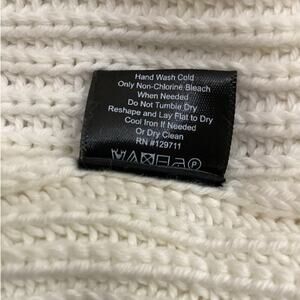 Hand Wash Cold
Only Non-Chlorine Bleach
When Needed
Do Not Tumble Dry
Reshape and Lay Flat to Dry
Cool Iron If Needed
Or Dry Clean
RN #129711
P